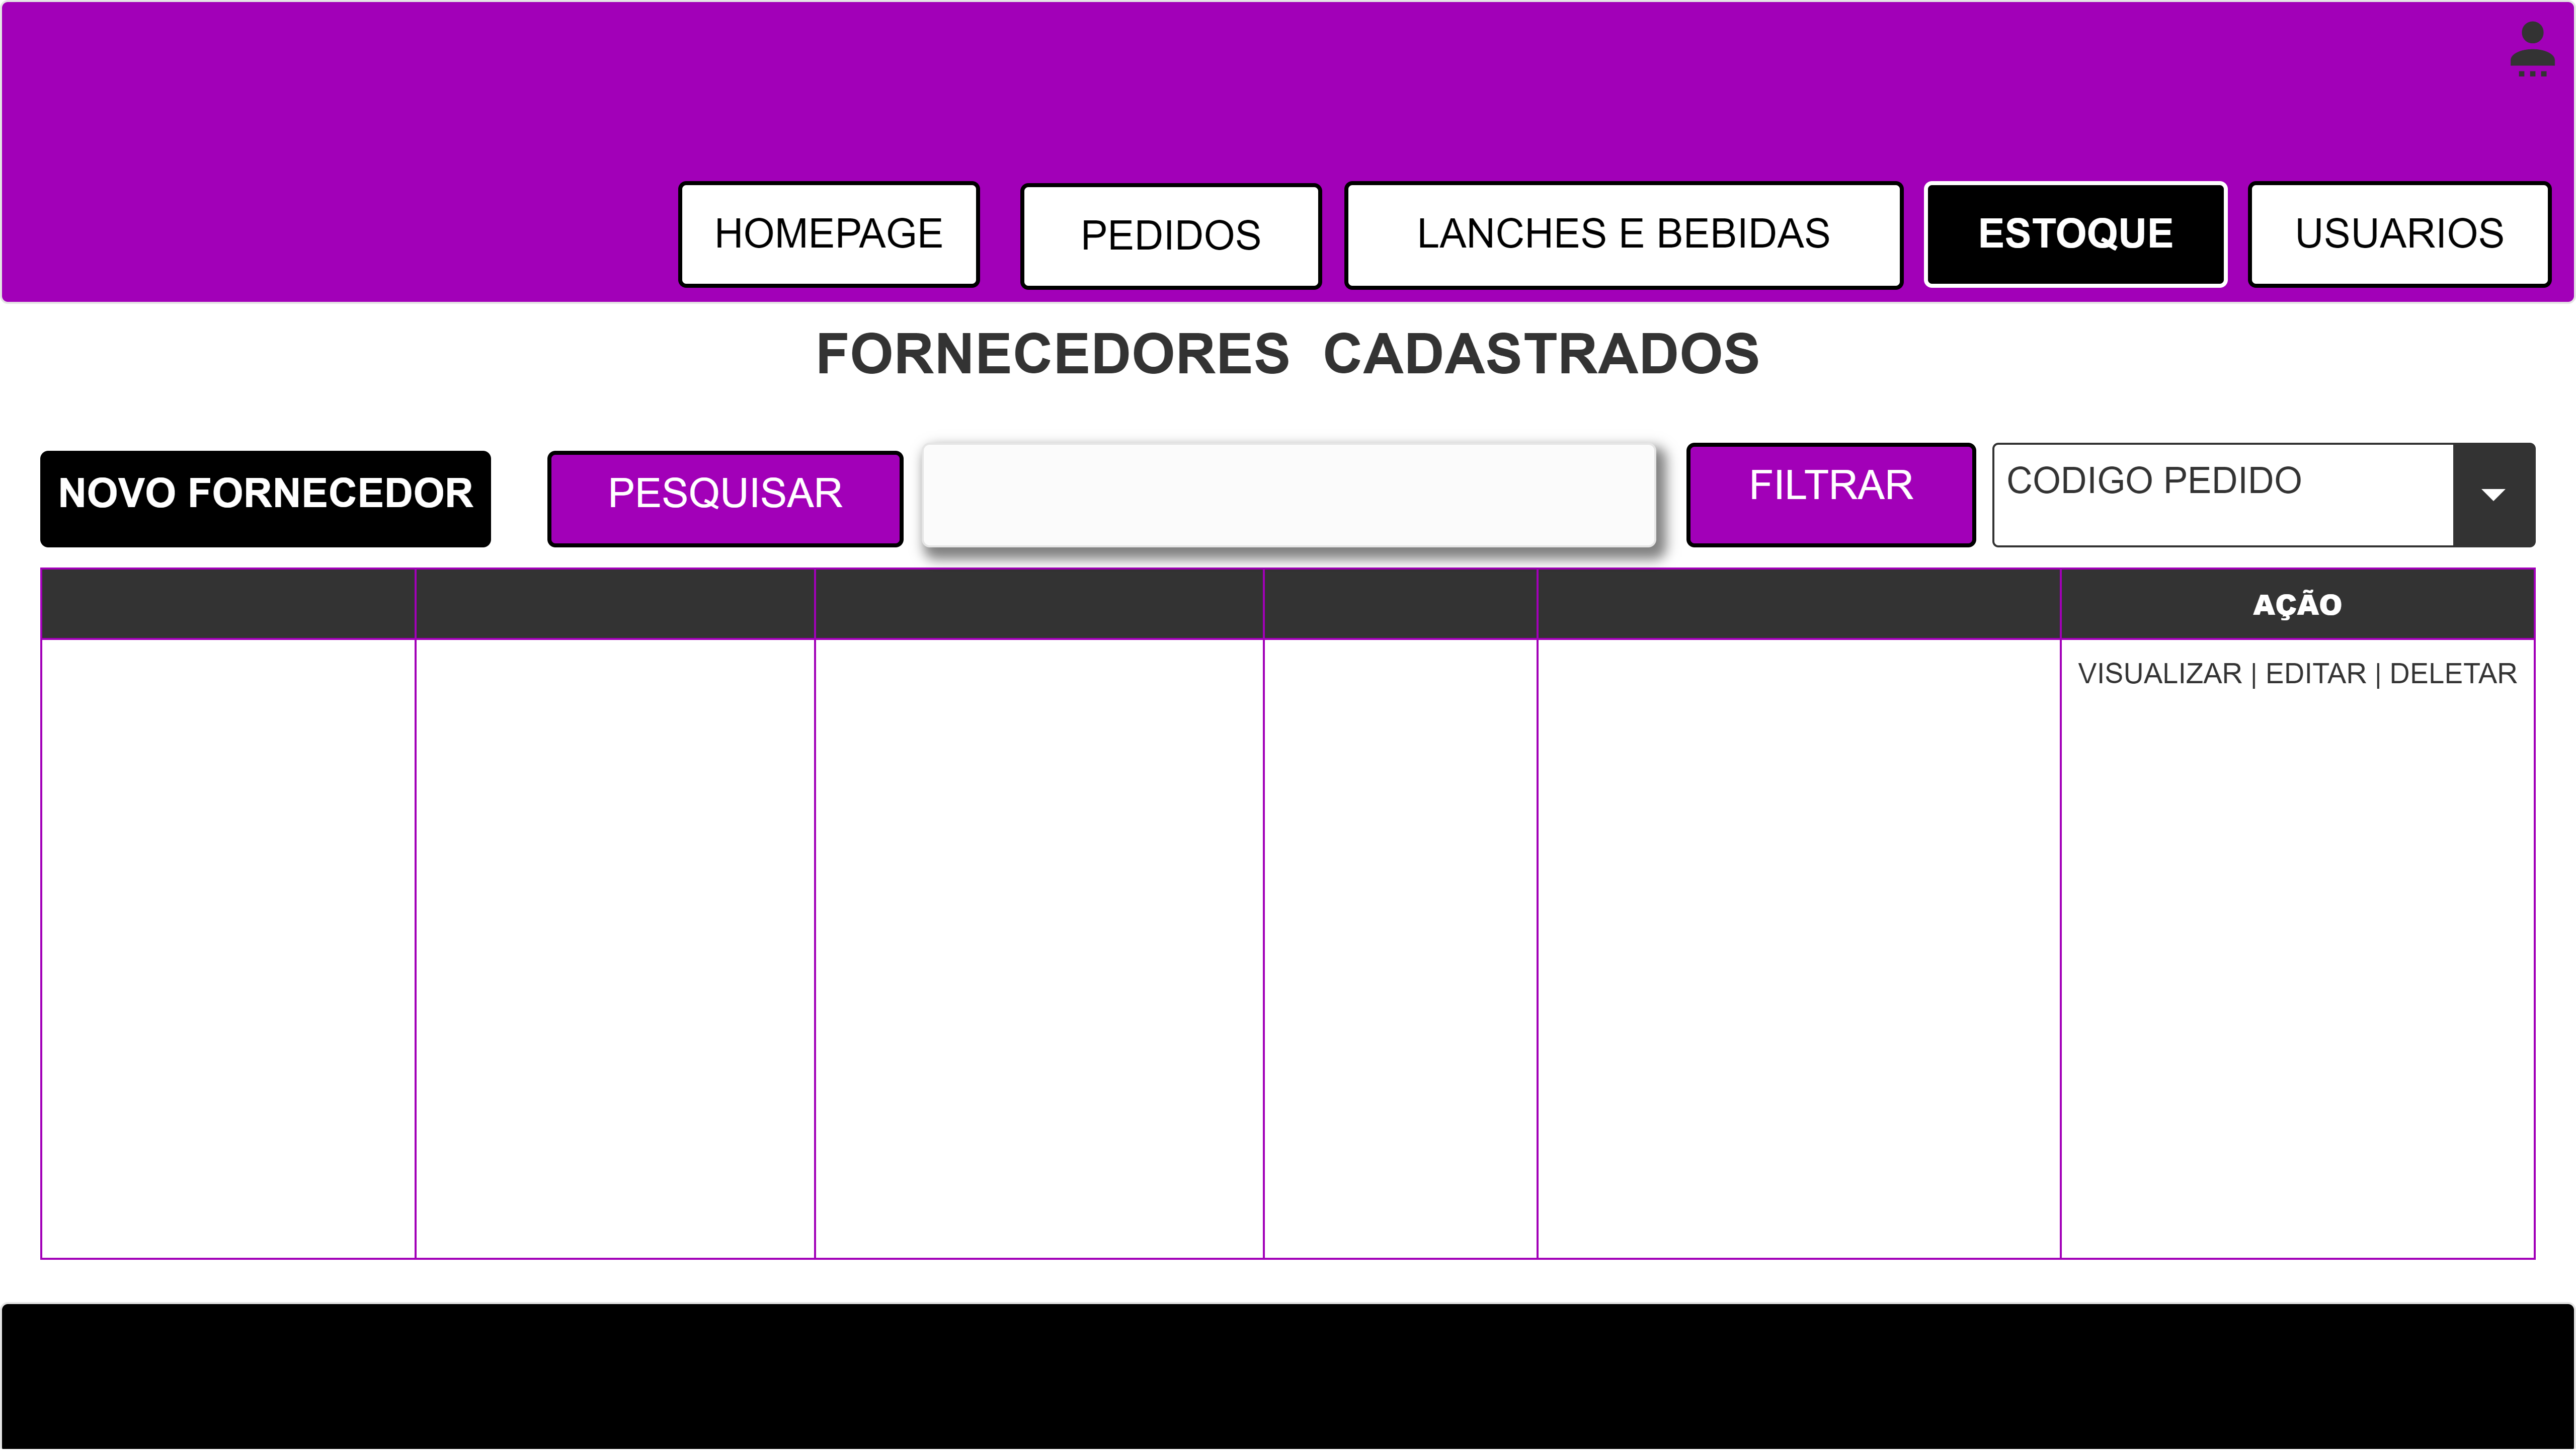 HOMEPAGE
PEDIDOS
LANCHES E BEBIDAS
ESTOQUE
USUARIOS
FORNECEDORES CADASTRADOS
NOVO FORNECEDOR
PESQUISAR
FILTRAR
CODIGO PEDIDO
AÇÃO
VISUALIZAR | EDITAR | DELETAR